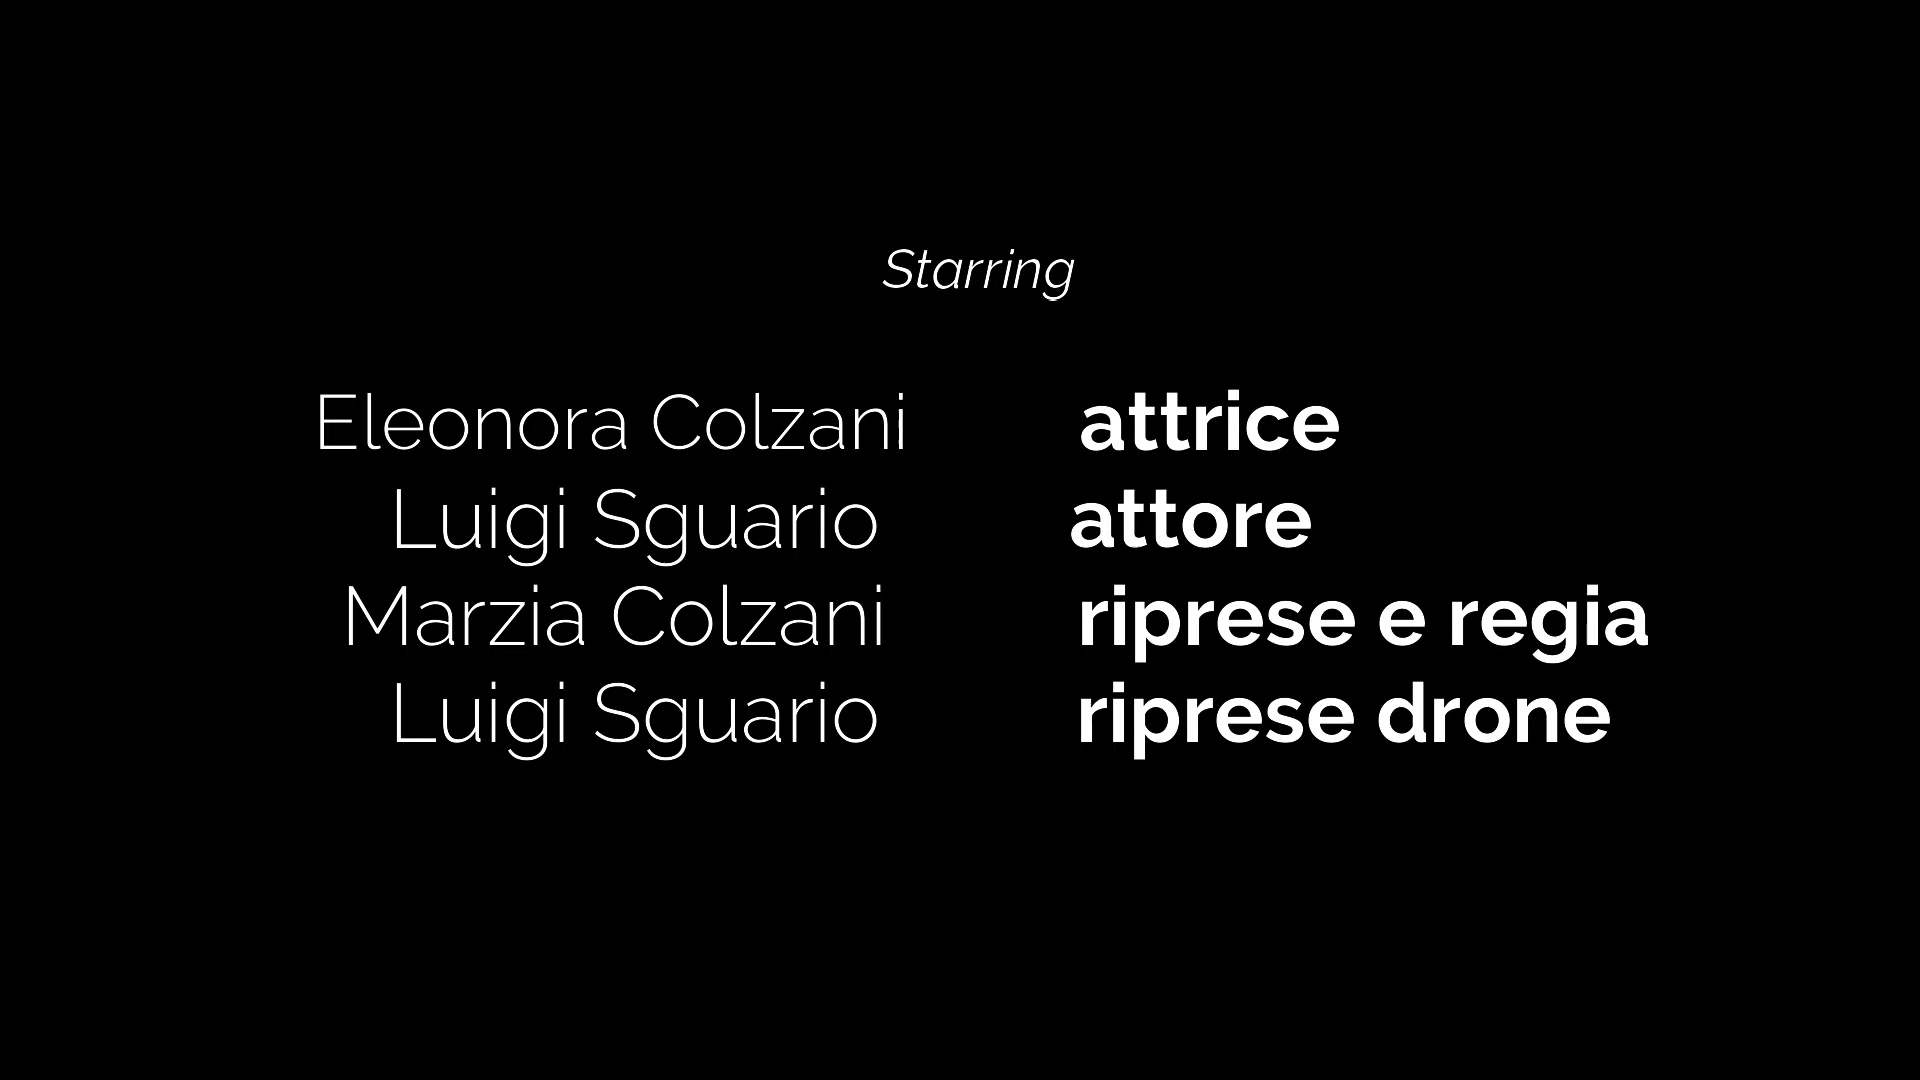 Starring
Eleonora Colzani attrice
Luigi Sguario attore
Marzia Colzani riprese e regia
Luigi Sguario riprese drone